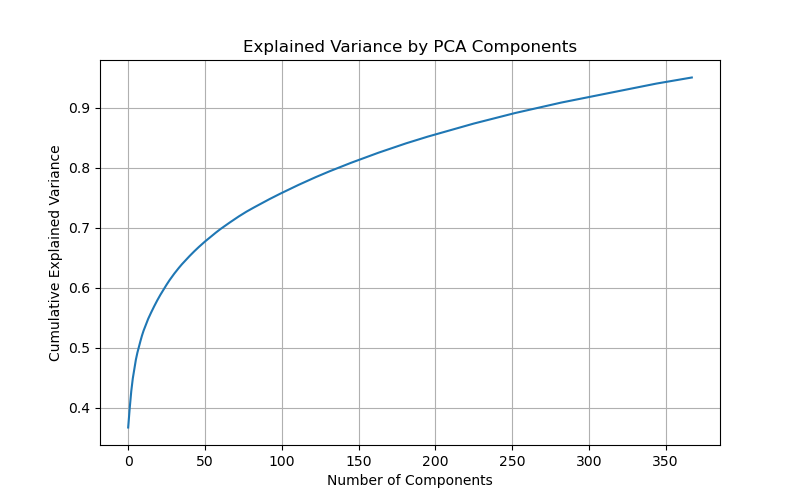 Explained Variance by PCA Components
Cumulative Explained Variance
0.9
0.8
0.7
0.6
0.5
0.4
0 50 100 150 200 250 300 350
Number of Components